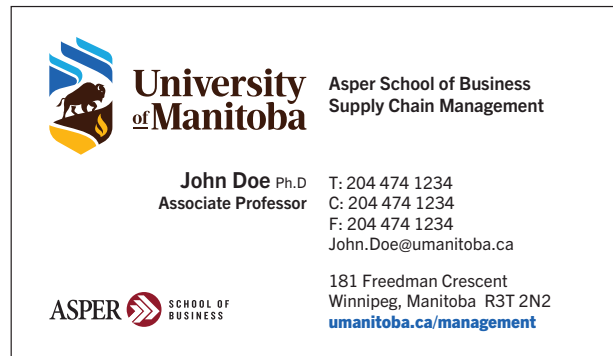 University
of Manitoba
Asper School of Business
Supply Chain Management
John Doe Ph.D
Associate Professor
T: 204 474 1234
C: 204 474 1234
F: 204 474 1234
John.Doe@umanitoba.ca
181 Freedman Crescent
Winnipeg, Manitoba R3T 2N2
umanitoba.ca/management
ASPER
SCHOOL OF
BUSINESS